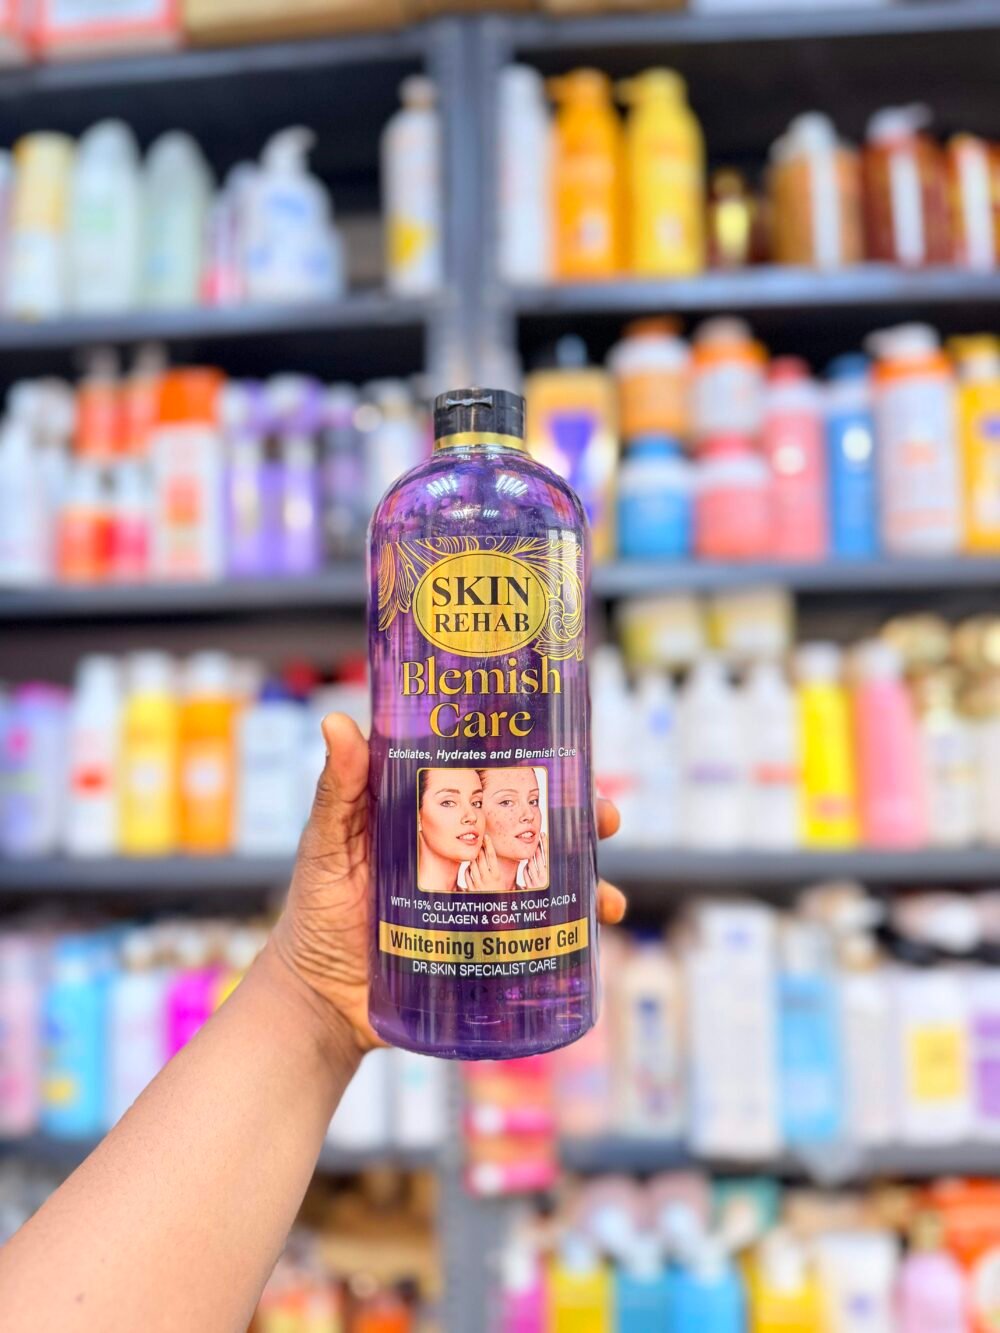 SKIN
REHAB
Blemish
Care
Exfoliates, Hydrates and Blemish Care
WITH 15% GLUTATHIONE & KOJIC ACID &
COLLAGEN & GOAT MILK
Whitening Shower Gel
DR.SKIN SPECIALIST CARE